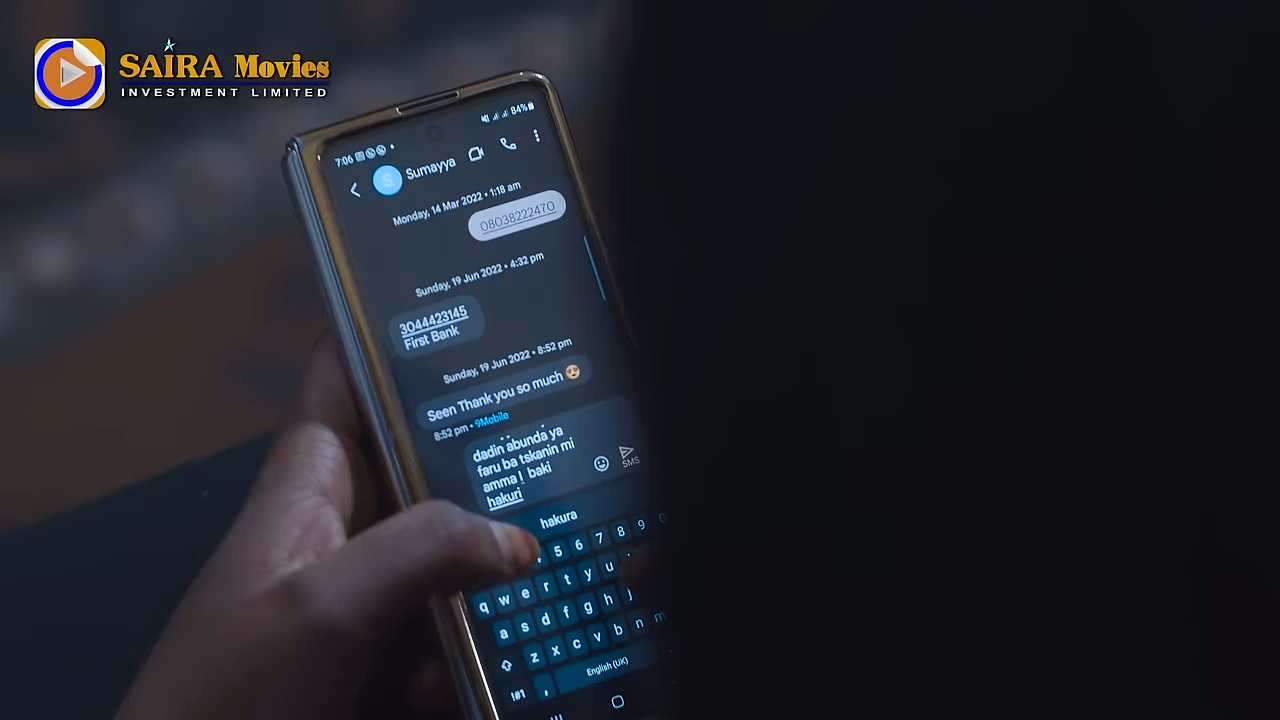 SAIRA Movies
INVESTMENT LIMITED
84%
7:06
S
Sumayya
Monday, 14 Mar 2022 • 1:18 am
08038222470
Sunday, 19 Jun 2022 • 4:32 pm
3044423145
First Bank
Sunday, 19 Jun 2022 • 8:52 pm
Seen Thank you so much 😍
8:52 pm • 9Mobile
dadin abunda ya
faru ba tskanin mi
amma baki
hakuri
SMS
hakura
5 6 7 8 9
q w e r t y u
a s d f g h j
z x c v b n m
!#1 , English (UK)